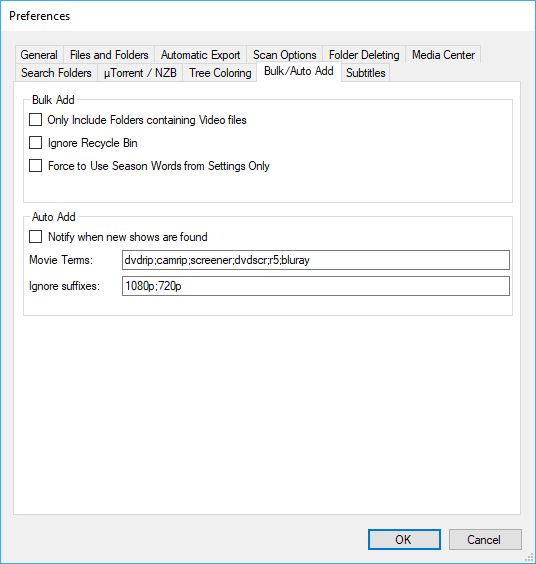 Preferences
General Files and Folders Automatic Export Scan Options Folder Deleting Media Center
Search Folders µTorrent / NZB Tree Coloring Bulk/Auto Add Subtitles
Bulk Add
Only Include Folders containing Video files
Ignore Recycle Bin
Force to Use Season Words from Settings Only
Auto Add
Notify when new shows are found
Movie Terms: dvdrip;camrip;screener;dvdscr;r5;bluray
Ignore suffixes: 1080p;720p
OK Cancel